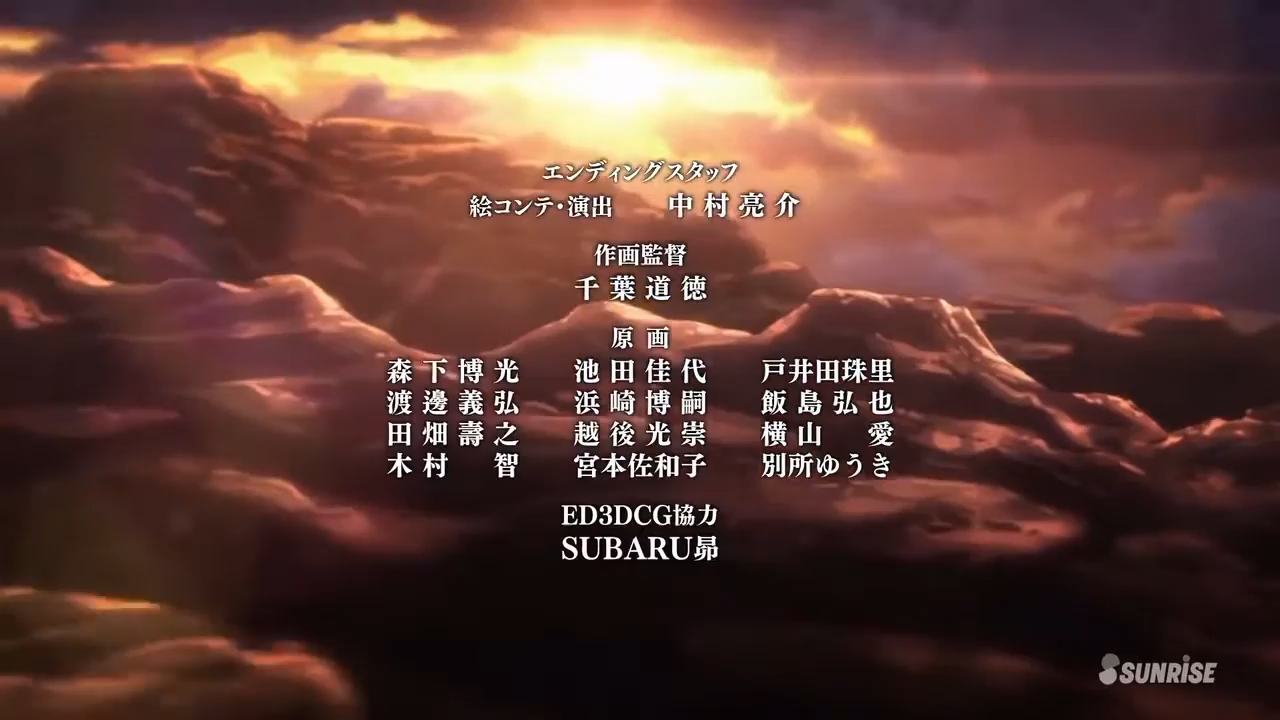 エンディングスタッフ
絵コンテ・演出 中村亮介
作画監督
千葉道徳
原画
森下博光 池田佳代 戸井田珠里
渡邊義弘 浜崎博嗣 飯島弘也
田畑壽之 越後光崇 横山 愛
木村 智 宮本佐和子 別所ゆうき
ED3DCG協力
SUBARU昴
SUNRISE